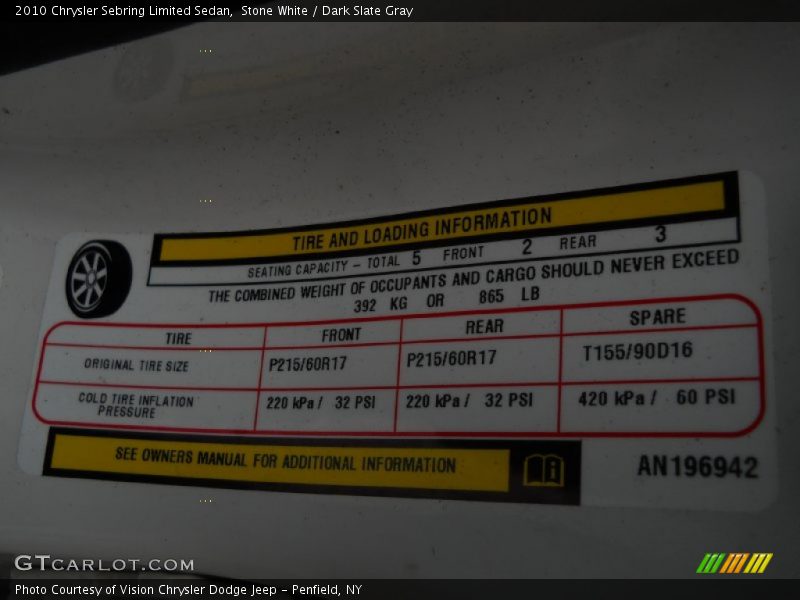 2010 Chrysler Sebring Limited Sedan,  Stone White / Dark Slate Gray
TIRE AND LOADING INFORMATION
SEATING CAPACITY – TOTAL 5 FRONT 2 REAR 3
THE COMBINED WEIGHT OF OCCUPANTS AND CARGO SHOULD NEVER EXCEED
392 KG OR 865 LB
TIRE FRONT REAR SPARE
ORIGINAL TIRE SIZE P215/60R17 P215/60R17 T155/90D16
COLD TIRE INFLATION PRESSURE 220 kPa / 32 PSI 220 kPa / 32 PSI 420 kPa / 60 PSI
SEE OWNERS MANUAL FOR ADDITIONAL INFORMATION
AN196942
GTCARLOT.COM
Photo Courtesy of Vision Chrysler Dodge Jeep – Penfield, NY